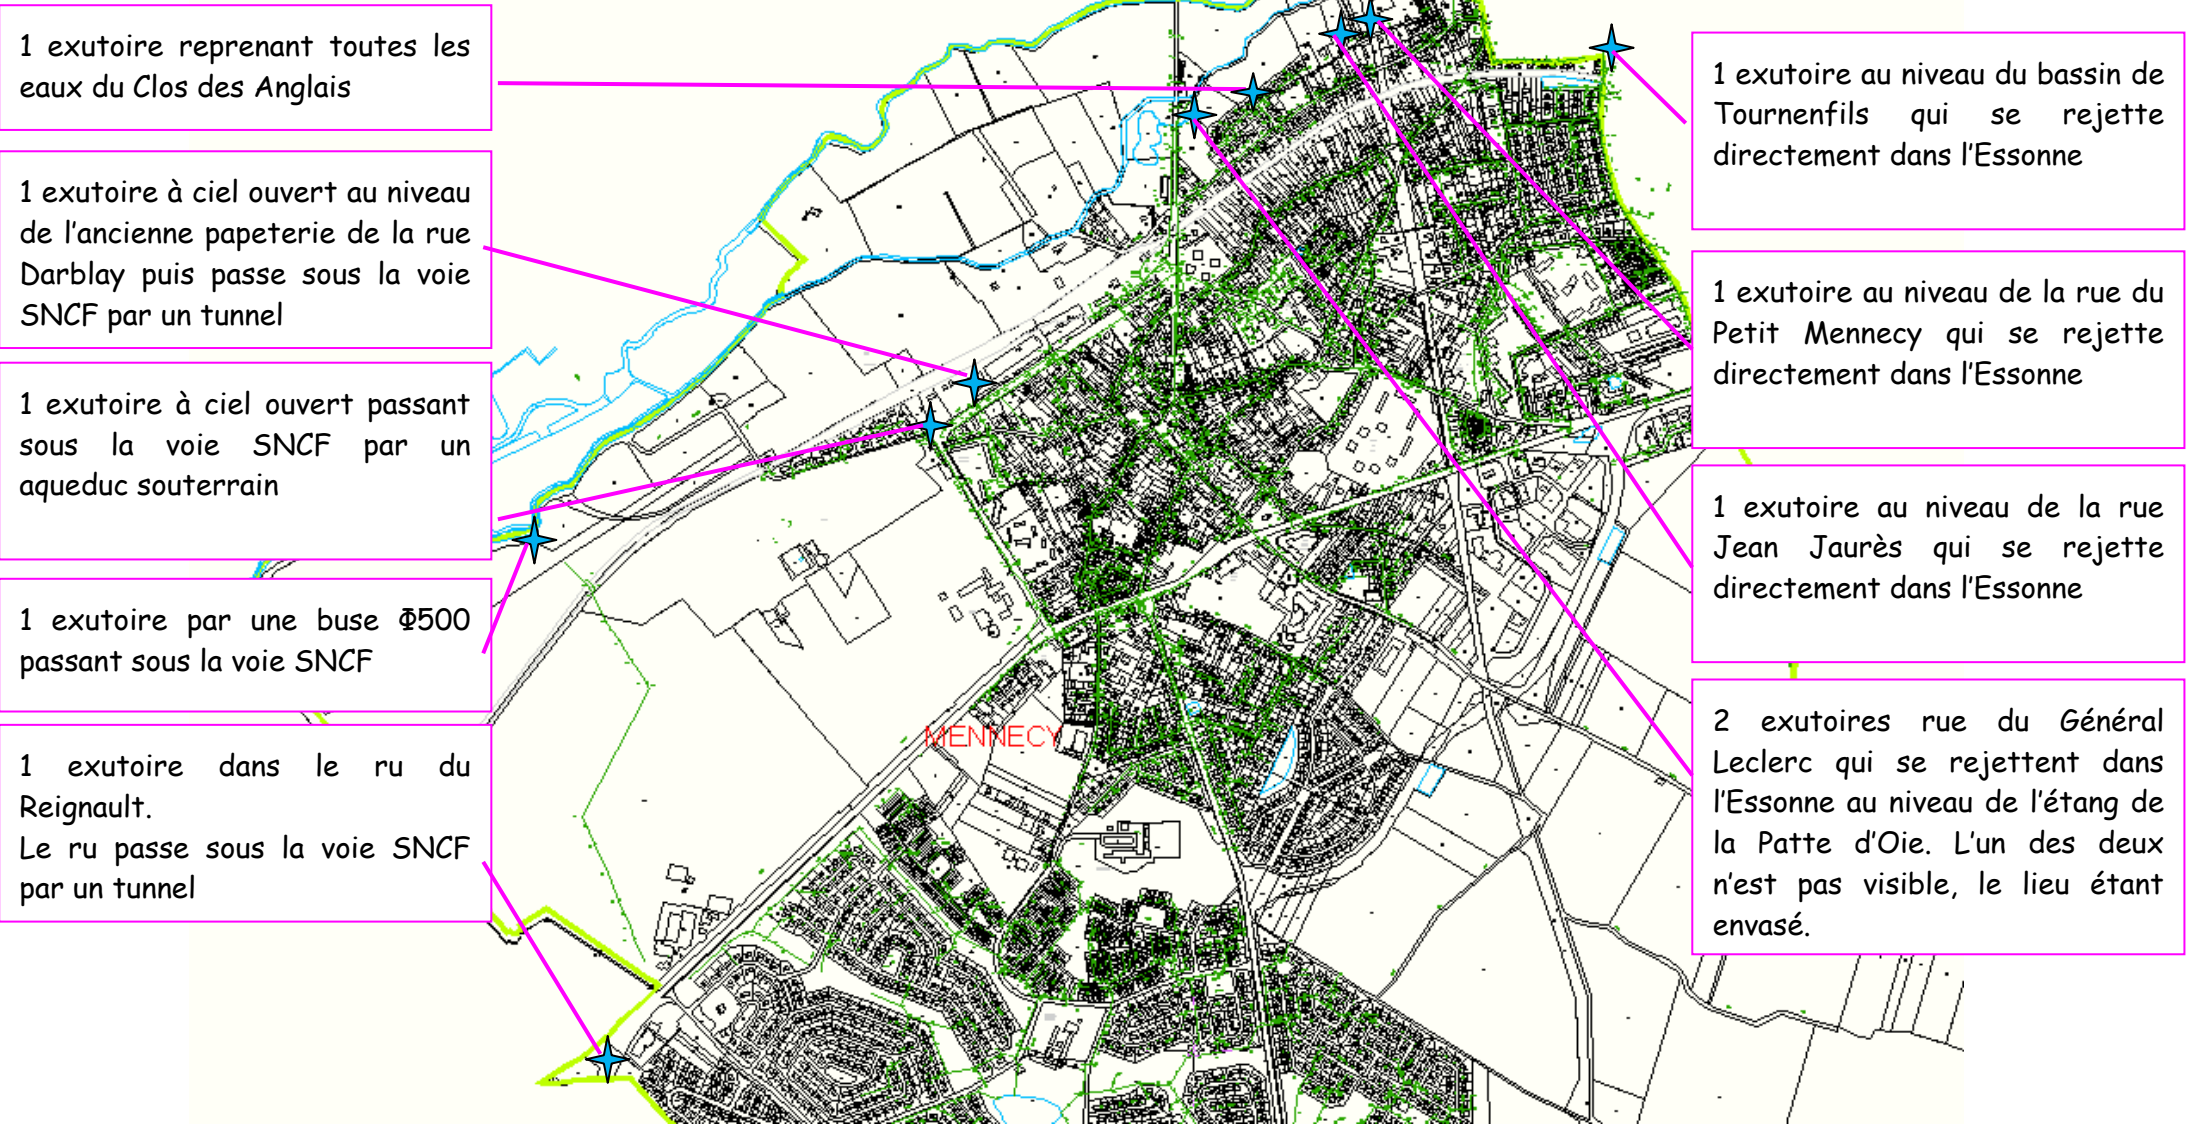 1 exutoire reprenant toutes les
eaux du Clos des Anglais
1 exutoire à ciel ouvert au niveau
de l'ancienne papeterie de la rue
Darblay puis passe sous la voie
SNCF par un tunnel
1 exutoire à ciel ouvert passant
sous la voie SNCF par un
aqueduc souterrain
1 exutoire par une buse Φ500
passant sous la voie SNCF
1 exutoire dans le ru du
Reignault.
Le ru passe sous la voie SNCF
par un tunnel
MENNECY
1 exutoire au niveau du bassin de
Tournenfils qui se rejette
directement dans l'Essonne
1 exutoire au niveau de la rue du
Petit Mennecy qui se rejette
directement dans l'Essonne
1 exutoire au niveau de la rue
Jean Jaurès qui se rejette
directement dans l'Essonne
2 exutoires rue du Général
Leclerc qui se rejettent dans
l'Essonne au niveau de l'étang de
la Patte d'Oie. L'un des deux
n'est pas visible, le lieu étant
envasé.